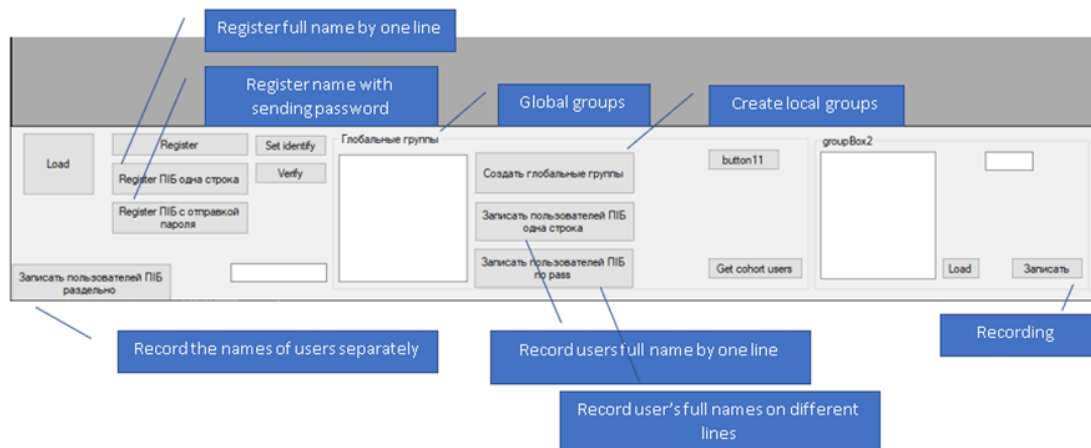 Register full name by one line
Register name with
sending password
Global groups
Create local groups
Load
Register
Register ПІБ одна строка
Register ПІБ с отправкой
пароля
Set identify
Verify
Записать пользователей ПІБ
раздельно
Глобальные группы
Создать глобальные группы
Записать пользователей ПІБ
одна строка
Записать пользователей ПІБ
no pass
button11
Get cohort users
groupBox2
Load
Записать
Record the names of users separately
Record users full name by one line
Recording
Record user's full names on different
lines